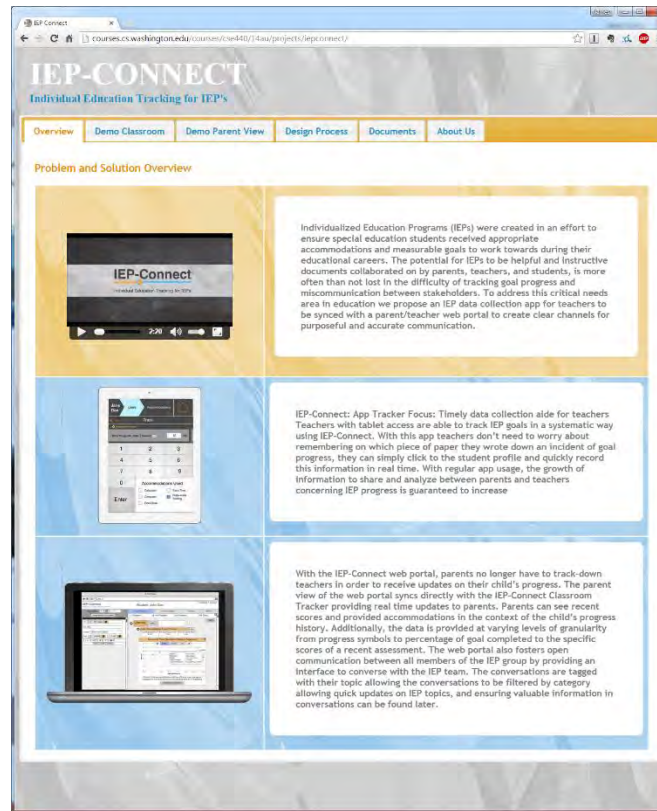 IEP Connect
courses.cs.washington.edu/courses/cse440/14au/projects/iepconnect/
IEP-CONNECT
Individual Education Tracking for IEP's
Overview Demo Classroom Demo Parent View Design Process Documents About Us
Problem and Solution Overview
IEP-Connect
Individual Education Tracking for IEPs
2:20
Individualized Education Programs (IEPs) were created in an effort to
ensure special education students received appropriate
accommodations and measurable goals to work towards during their
educational careers. The potential for IEPs to be helpful and instructive
documents collaborated on by parents, teachers, and students, is more
often than not lost in the difficulty of tracking goal progress and
miscommunication between stakeholders. To address this critical needs
area in education we propose an IEP data collection app for teachers to
be synced with a parent/teacher web portal to create clear channels for
purposeful and accurate communication.
1 2 3
4 5 6
7 8 9
0
Enter
IEP-Connect: App Tracker Focus: Timely data collection aide for teachers
Teachers with tablet access are able to track IEP goals in a systematic way
using IEP-Connect. With this app teachers don't need to worry about
remembering on which piece of paper they wrote down an incident of goal
progress, they can simply click to the student profile and quickly record
this information in real time. With regular app usage, the growth of
information to share and analyze between parents and teachers
concerning IEP progress is guaranteed to increase
With the IEP-Connect web portal, parents no longer have to track-down
teachers in order to receive updates on their child's progress. The parent
view of the web portal syncs directly with the IEP-Connect Classroom
Tracker providing real time updates to parents. Parents can see recent
scores and provided accommodations in the context of the child's progress
history. Additionally, the data is provided at varying levels of granularity
from progress symbols to percentage of goal completed to the specific
scores of a recent assessment. The web portal also fosters open
communication between all members of the IEP group by providing an
interface to converse with the IEP team. The conversations are tagged
with their topic allowing the conversations to be filtered by category
allowing quick updates on IEP topics, and ensuring valuable information in
conversations can be found later.